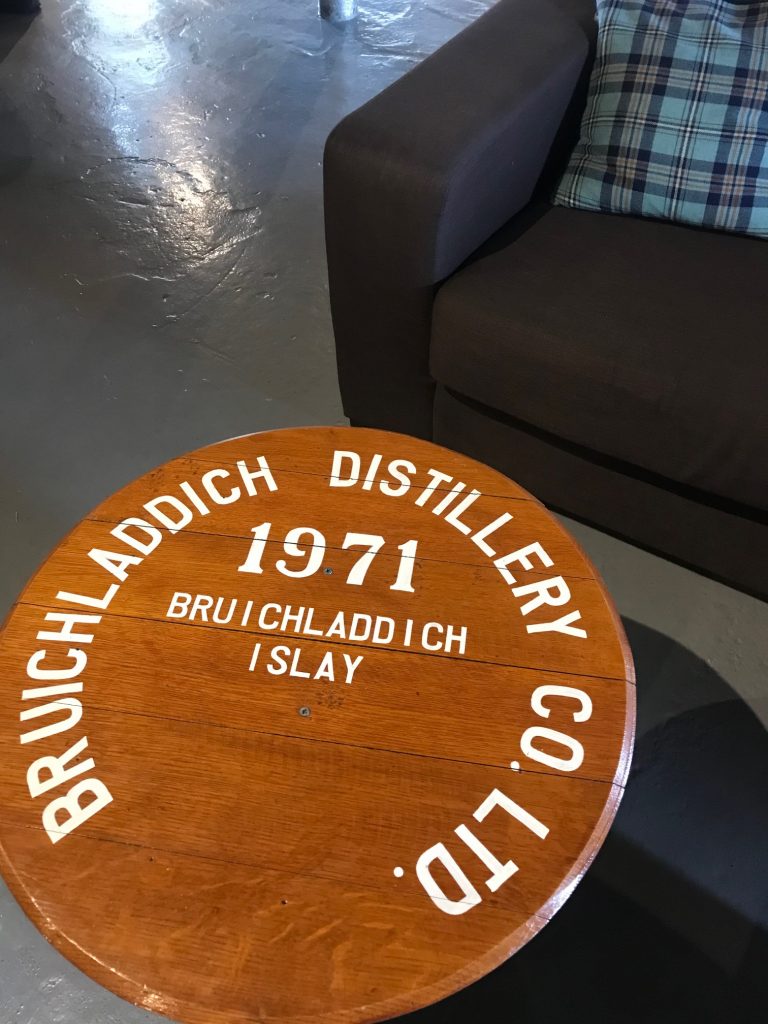 BRUICHLADDICH DISTILLERY CO. LTD.
1971
BRUICHLADDICH
ISLAY